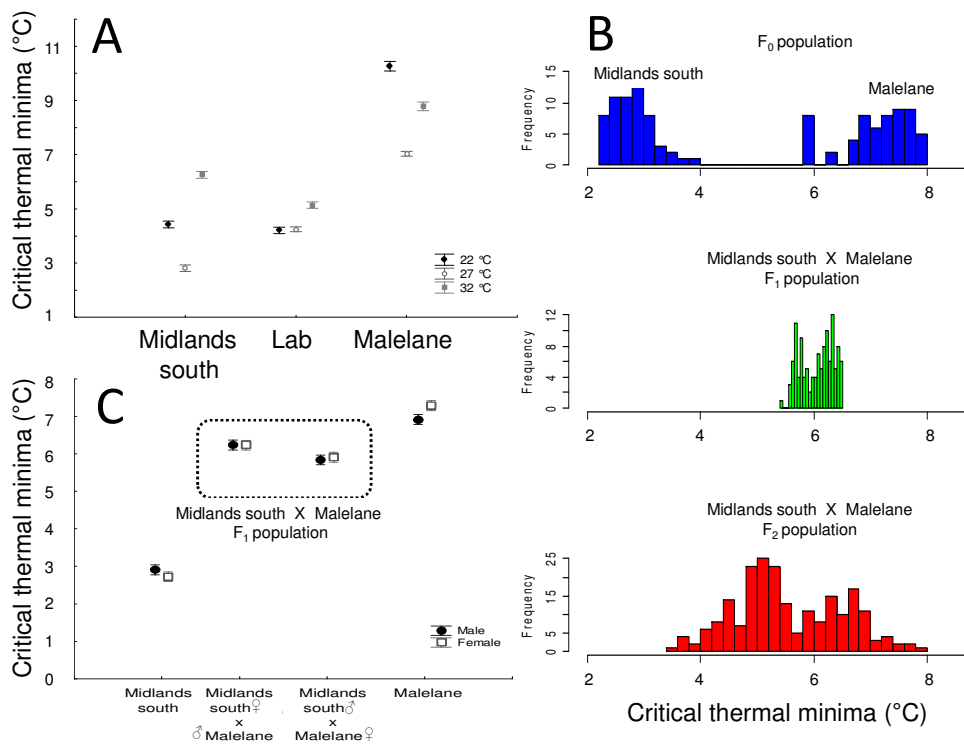 A
Critical thermal minima (°C)
11
9
7
5
3
1
22 °C
27 °C
32 °C
Midlands south
Lab
Malelane
B
F₀ population
Midlands south
Malelane
Frequency
15
10
5
0
2
4
6
8
Midlands south X Malelane
F₁ population
Frequency
12
8
4
0
2
4
6
8
Midlands south X Malelane
F₂ population
Frequency
25
15
5
0
2
4
6
8
Critical thermal minima (°C)
C
Critical thermal minima (°C)
8
7
6
5
4
3
2
1
0
Midlands south X Malelane
F₁ population
Male
Female
Midlands
south
Midlands
south♀
x
♂Malelane
Midlands
south♂
x
Malelane♀
Malelane